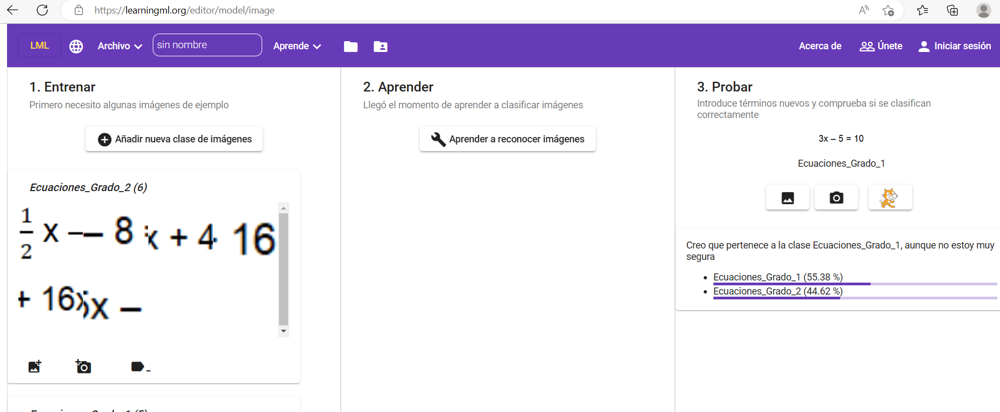 https://learningml.org/editor/model/image
LML
Archivo
sin nombre
Aprende
Acerca de
Únete
Iniciar sesión
1. Entrenar
Primero necesito algunas imágenes de ejemplo
Añadir nueva clase de imágenes
Ecuaciones_Grado_2 (6)
1/2 x –
– 8
x + 4
16
+ 16x
x –
2. Aprender
Llegó el momento de aprender a clasificar imágenes
Aprender a reconocer imágenes
3. Probar
Introduce términos nuevos y comprueba si se clasifican
correctamente
3x – 5 = 10
Ecuaciones_Grado_1
Creo que pertenece a la clase Ecuaciones_Grado_1, aunque no estoy muy
segura
Ecuaciones_Grado_1 (55.38 %)
Ecuaciones_Grado_2 (44.62 %)